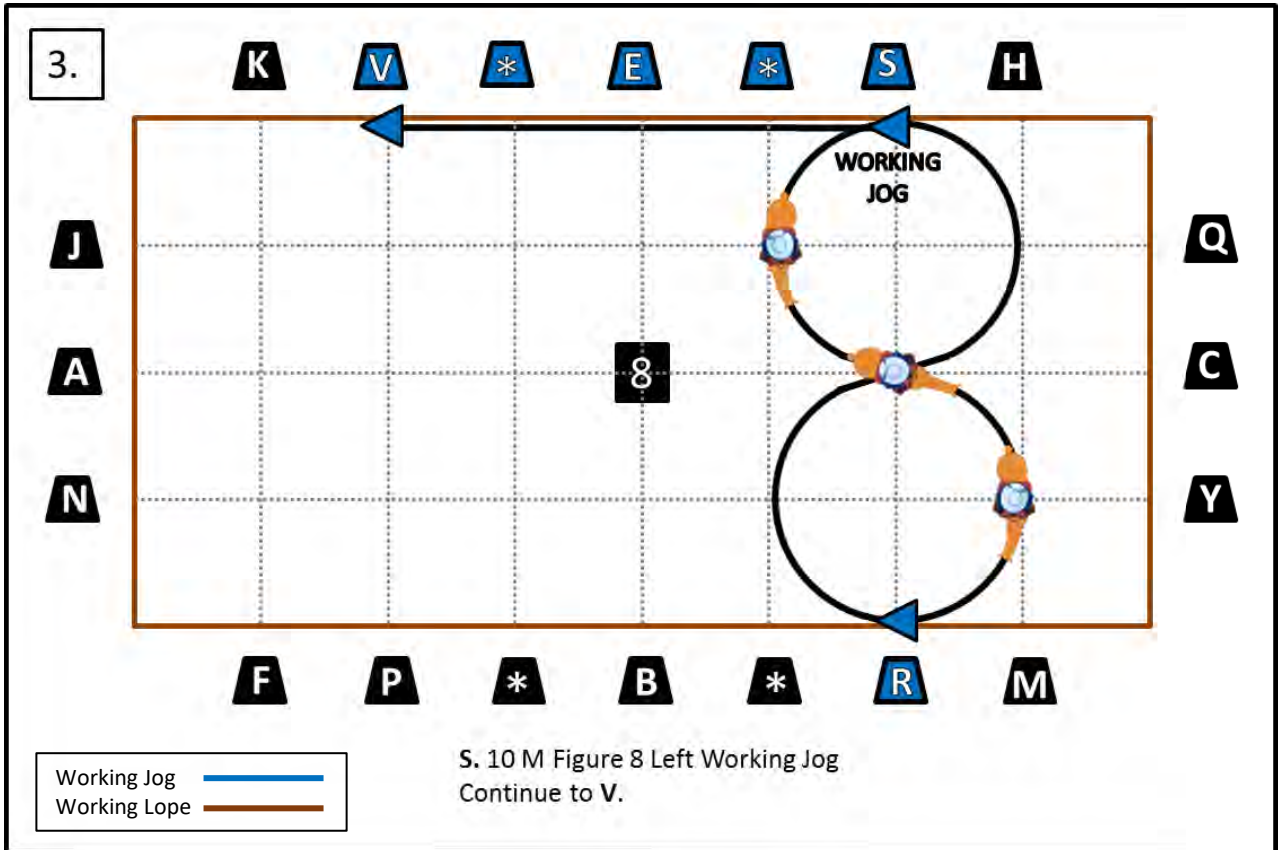 3.
K V * E * S H
WORKING
JOG
J Q
A 8 C
N Y
F P * B * R M
S. 10 M Figure 8 Left Working Jog
Continue to V.
Working Jog
Working Lope